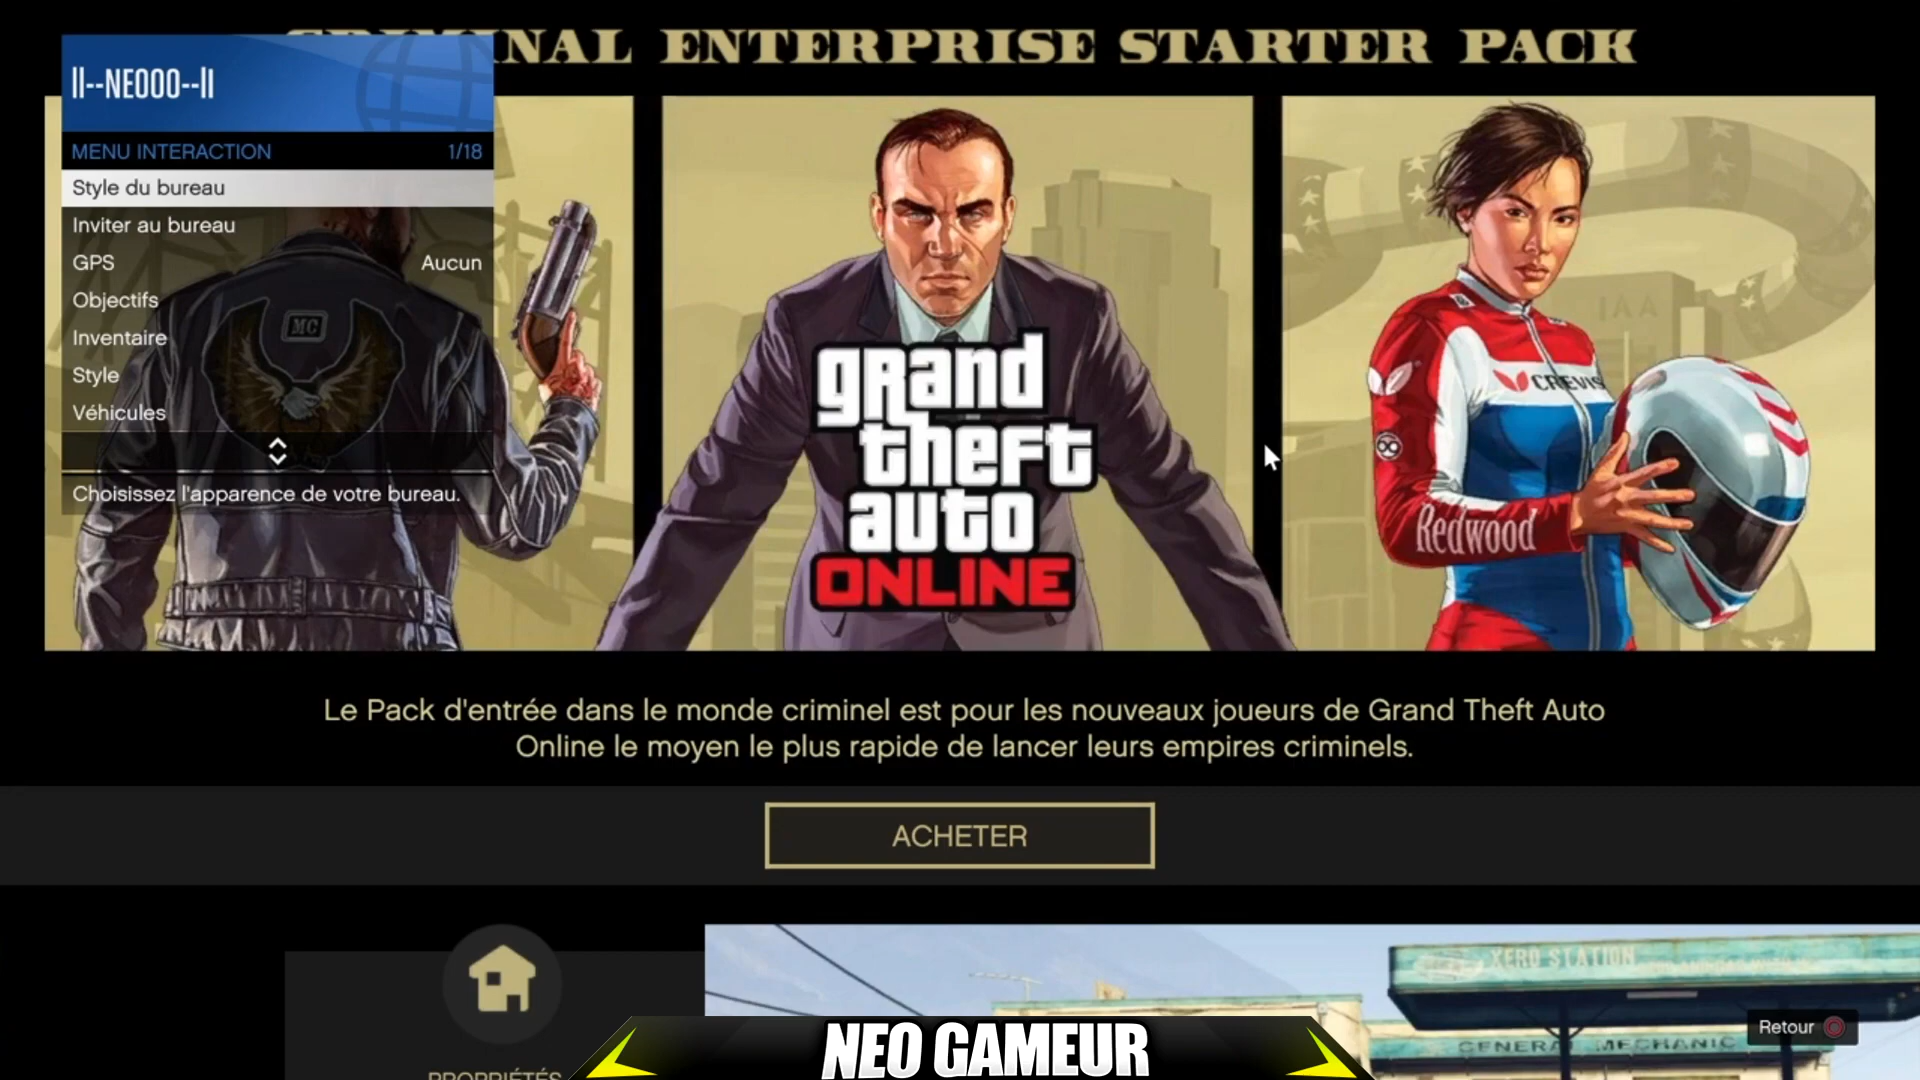 CRIMINAL ENTERPRISE STARTER PACK
||--NEOOO--||
MENU INTERACTION 1/18
Style du bureau
Inviter au bureau
GPS Aucun
Objectifs
Inventaire
Style
Véhicules
Choisissez l'apparence de votre bureau.
MC
grand
theft
auto
ONLINE
IAA
CREVIS
Redwood
Le Pack d'entrée dans le monde criminel est pour les nouveaux joueurs de Grand Theft Auto
Online le moyen le plus rapide de lancer leurs empires criminels.
ACHETER
XERO STATION
Retour
GENERAL MECHANIC
NEO GAMEUR
PROPRIÉTÉS